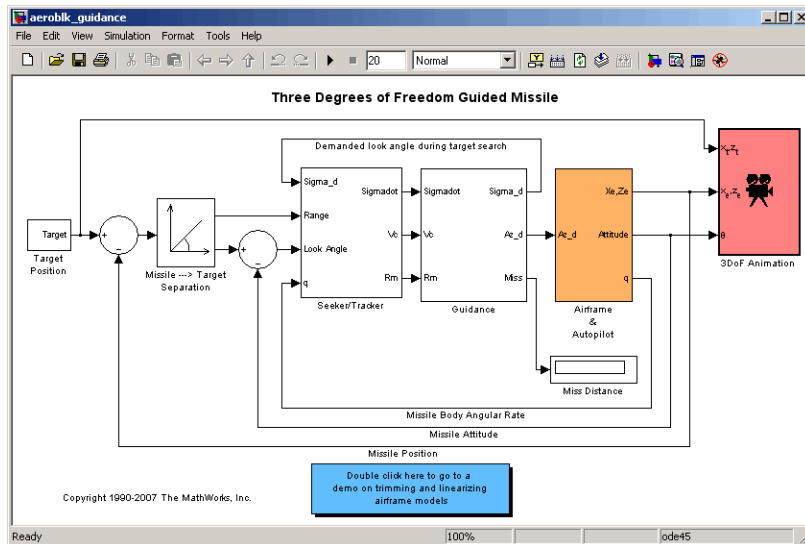 aeroblk_guidance
File Edit View Simulation Format Tools Help
20 Normal
Three Degrees of Freedom Guided Missile
Demanded look angle during target search
Sigma_d
Range
Look Angle
q
Sigmadot
Vc
Rm
Seeker/Tracker
Sigmadot
Vc
Rm
Sigma_d
Az_d
Miss
Guidance
Az_d
Xe,Ze
Attitude
q
Airframe
&
Autopilot
xt,zt
xe,ze
θ
3DoF Animation
Target
Target
Position
+
-
Missile ---> Target
Separation
+
-
Miss Distance
Missile Body Angular Rate
Missile Attitude
Missile Position
Double click here to go to a
demo on trimming and linearizing
airframe models
Copyright 1990-2007 The MathWorks, Inc.
Ready 100% ode45